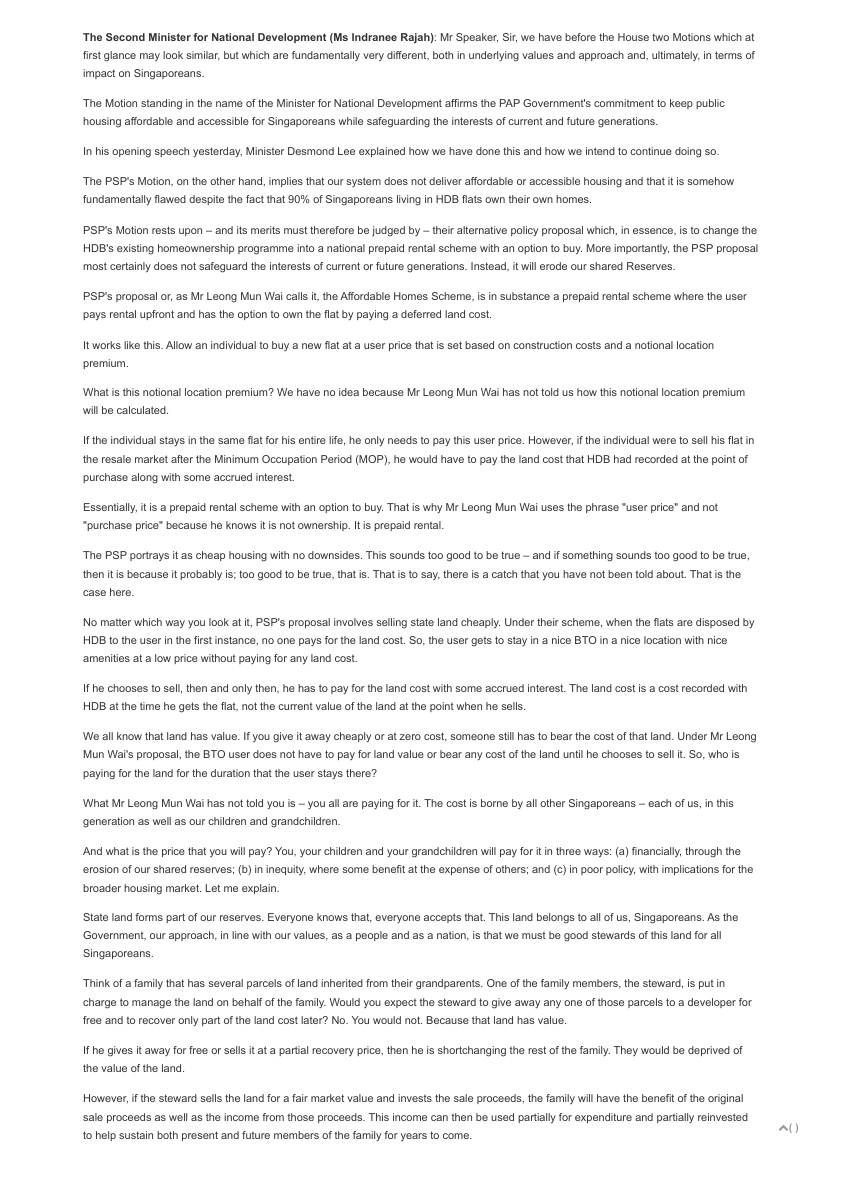 The Second Minister for National Development (Ms Indranee Rajah): Mr Speaker, Sir, we have before the House two Motions which at
first glance may look similar, but which are fundamentally very different, both in underlying values and approach and, ultimately, in terms of
impact on Singaporeans.
The Motion standing in the name of the Minister for National Development affirms the PAP Government's commitment to keep public
housing affordable and accessible for Singaporeans while safeguarding the interests of current and future generations.
In his opening speech yesterday, Minister Desmond Lee explained how we have done this and how we intend to continue doing so.
The PSP's Motion, on the other hand, implies that our system does not deliver affordable or accessible housing and that it is somehow
fundamentally flawed despite the fact that 90% of Singaporeans living in HDB flats own their own homes.
PSP's Motion rests upon – and its merits must therefore be judged by – their alternative policy proposal which, in essence, is to change the
HDB's existing homeownership programme into a national prepaid rental scheme with an option to buy. More importantly, the PSP proposal
most certainly does not safeguard the interests of current or future generations. Instead, it will erode our shared Reserves.
PSP's proposal or, as Mr Leong Mun Wai calls it, the Affordable Homes Scheme, is in substance a prepaid rental scheme where the user
pays rental upfront and has the option to own the flat by paying a deferred land cost.
It works like this. Allow an individual to buy a new flat at a user price that is set based on construction costs and a notional location
premium.
What is this notional location premium? We have no idea because Mr Leong Mun Wai has not told us how this notional location premium
will be calculated.
If the individual stays in the same flat for his entire life, he only needs to pay this user price. However, if the individual were to sell his flat in
the resale market after the Minimum Occupation Period (MOP), he would have to pay the land cost that HDB had recorded at the point of
purchase along with some accrued interest.
Essentially, it is a prepaid rental scheme with an option to buy. That is why Mr Leong Mun Wai uses the phrase "user price" and not
"purchase price" because he knows it is not ownership. It is prepaid rental.
The PSP portrays it as cheap housing with no downsides. This sounds too good to be true – and if something sounds too good to be true,
then it is because it probably is; too good to be true, that is. That is to say, there is a catch that you have not been told about. That is the
case here.
No matter which way you look at it, PSP's proposal involves selling state land cheaply. Under their scheme, when the flats are disposed by
HDB to the user in the first instance, no one pays for the land cost. So, the user gets to stay in a nice BTO in a nice location with nice
amenities at a low price without paying for any land cost.
If he chooses to sell, then and only then, he has to pay for the land cost with some accrued interest. The land cost is a cost recorded with
HDB at the time he gets the flat, not the current value of the land at the point when he sells.
We all know that land has value. If you give it away cheaply or at zero cost, someone still has to bear the cost of that land. Under Mr Leong
Mun Wai's proposal, the BTO user does not have to pay for land value or bear any cost of the land until he chooses to sell it. So, who is
paying for the land for the duration that the user stays there?
What Mr Leong Mun Wai has not told you is – you all are paying for it. The cost is borne by all other Singaporeans – each of us, in this
generation as well as our children and grandchildren.
And what is the price that you will pay? You, your children and your grandchildren will pay for it in three ways: (a) financially, through the
erosion of our shared reserves; (b) in inequity, where some benefit at the expense of others; and (c) in poor policy, with implications for the
broader housing market. Let me explain.
State land forms part of our reserves. Everyone knows that, everyone accepts that. This land belongs to all of us, Singaporeans. As the
Government, our approach, in line with our values, as a people and as a nation, is that we must be good stewards of this land for all
Singaporeans.
Think of a family that has several parcels of land inherited from their grandparents. One of the family members, the steward, is put in
charge to manage the land on behalf of the family. Would you expect the steward to give away any one of those parcels to a developer for
free and to recover only part of the land cost later? No. You would not. Because that land has value.
If he gives it away for free or sells it at a partial recovery price, then he is shortchanging the rest of the family. They would be deprived of
the value of the land.
However, if the steward sells the land for a fair market value and invests the sale proceeds, the family will have the benefit of the original
sale proceeds as well as the income from those proceeds. This income can then be used partially for expenditure and partially reinvested
to help sustain both present and future members of the family for years to come.
( )